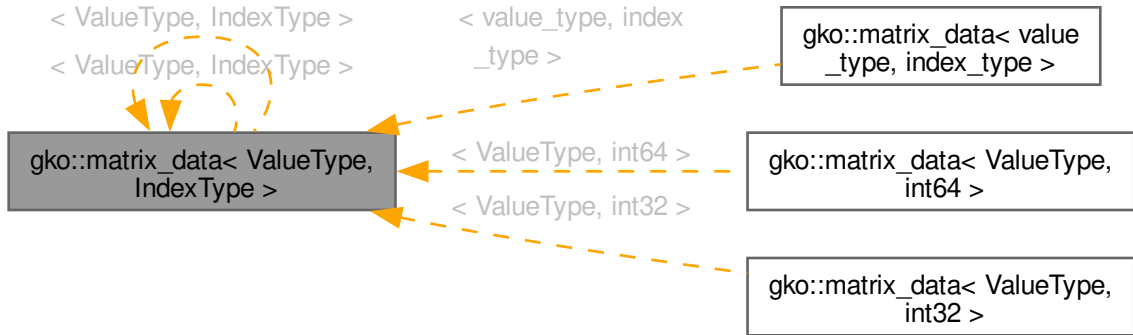 < ValueType, IndexType >
< ValueType, IndexType >
gko::matrix_data< ValueType,
IndexType >
< value_type, index
_type >
< ValueType, int64 >
< ValueType, int32 >
gko::matrix_data< value
_type, index_type >
gko::matrix_data< ValueType,
int64 >
gko::matrix_data< ValueType,
int32 >